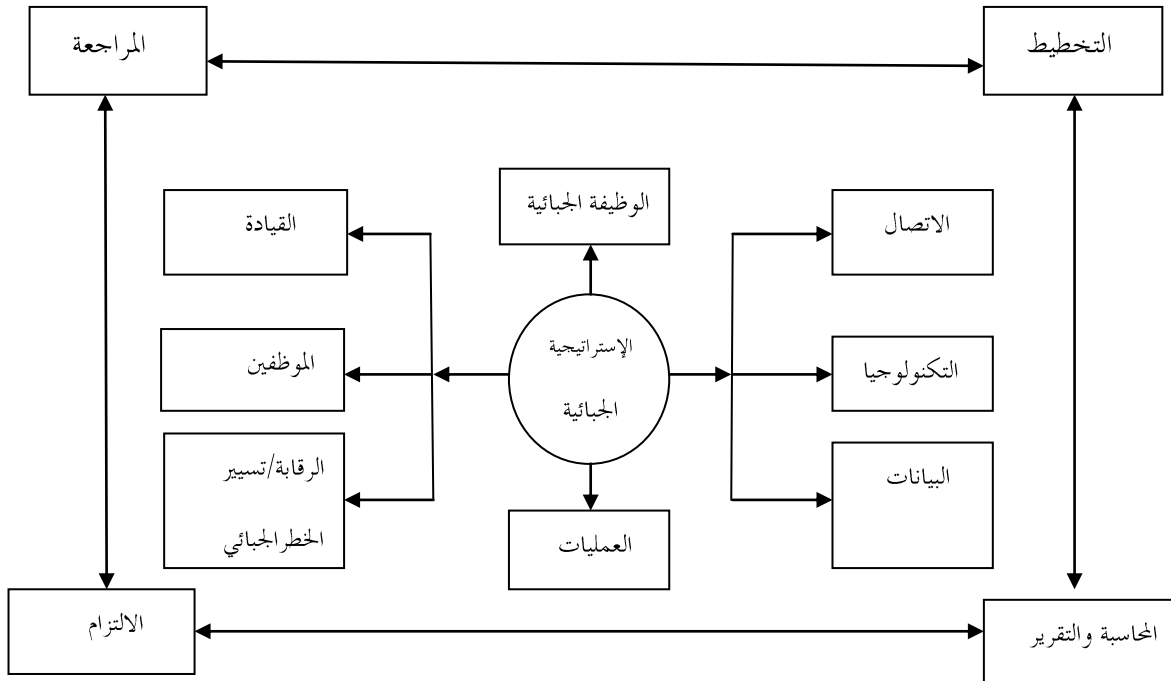 التخطيط
المراجعة
الوظيفة الجبائية
الاتصال
القيادة
الإستراتيجية
الجبائية
التكنولوجيا
الموظفين
البيانات
الرقابة/تسيير
الخطر الجبائي
العمليات
المحاسبة والتقرير
الالتزام